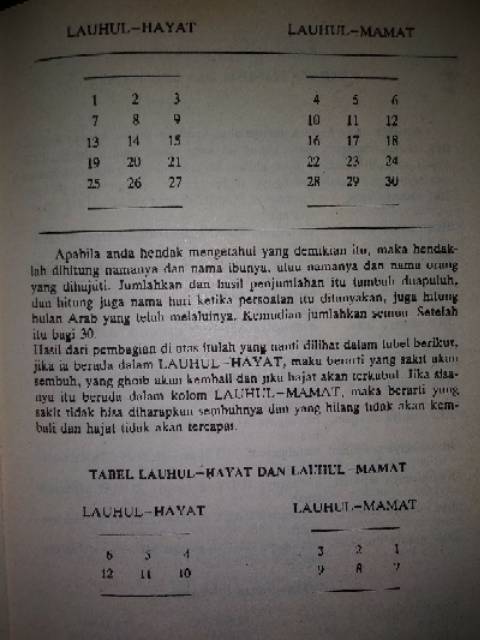 LAUHUL–HAYAT LAUHUL–MAMAT
1 2 3 4 5 6
7 8 9 10 11 12
13 14 15 16 17 18
19 20 21 22 23 24
25 26 27 28 29 30
Apabila anda hendak mengetahui yang demikian itu, maka hendak-
lah dihitung namanya dan nama ibunya, atau namanya dan nama orang
yang dihajati. Jumlahkan dan hasil penjumlahan itu tambah duapuluh,
dan hitung juga nama hari ketika persoalan itu ditanyakan, juga hitung
bulan Arab yang telah melaluinya. Kemudian jumlahkan semua. Setelah
itu bagi 30.
Hasil dari pembagian di atas itulah yang nanti dilihat dalam tabel berikut,
jika ia berada dalam LAUHUL–HAYAT, maka berarti yang sakit akan
sembuh, yang ghoib akan kembali dan jika hajat akan terkabul. Jika sisa-
nya itu berada dalam kolom LAUHUL–MAMAT, maka berarti yang
sakit tidak bisa diharapkan sembuhnya dan yang hilang tidak akan kem-
bali dan hajat tidak akan tercapai.
TABEL LAUHUL–HAYAT DAN LAUHUL–MAMAT
LAUHUL–HAYAT LAUHUL–MAMAT
6 5 4 3 2 1
12 11 10 9 8 7